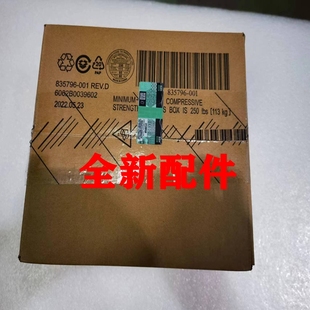 835796-001 REV.D
6062B0039602
2022.05.23
835796-001
MINIMUM COMPRESSIVE
STRENGTH BOX IS 250 lbs [113 kg]
全新配件